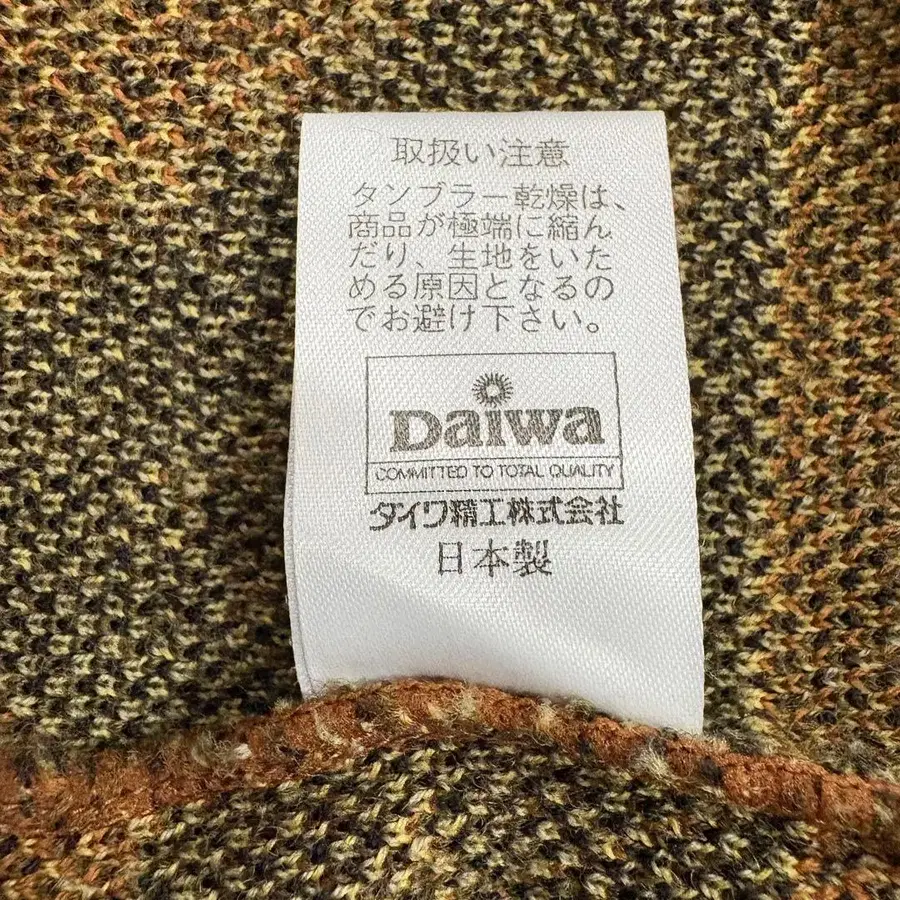 取扱い注意
タンブラー乾燥は、
商品が極端に縮ん
だり、生地をいた
める原因となるの
でお避け下さい。
Daiwa
COMMITTED TO TOTAL QUALITY
ダイワ精工株式会社
日本製